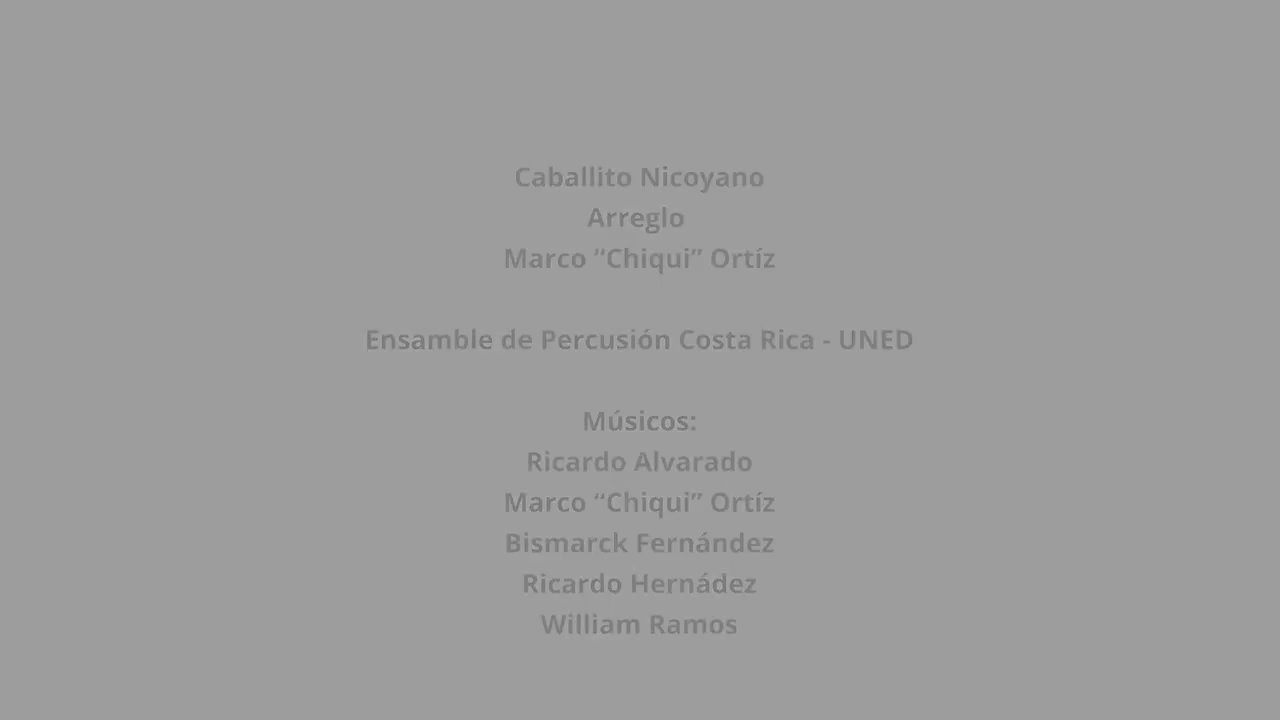 Caballito Nicoyano
Arreglo
Marco “Chiqui” Ortíz
Ensamble de Percusión Costa Rica - UNED
Músicos:
Ricardo Alvarado
Marco “Chiqui” Ortíz
Bismarck Fernández
Ricardo Hernádez
William Ramos